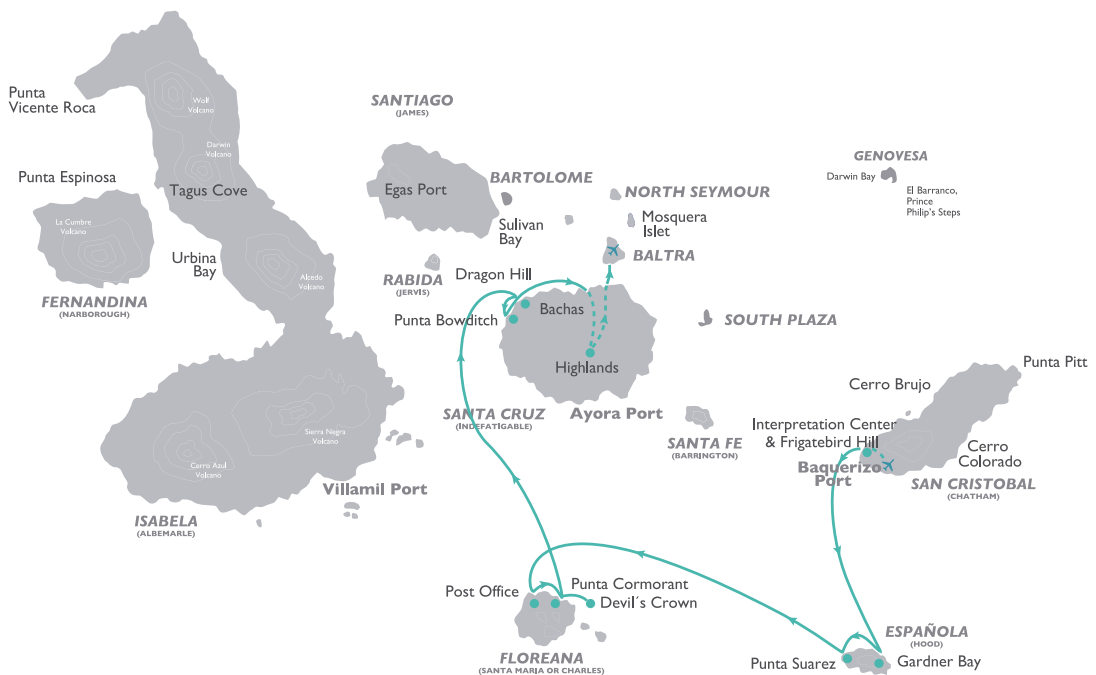 Punta
Vicente Roca
Wolf
Volcano
Darwin
Volcano
Tagus Cove
Punta Espinosa
La Cumbre
Volcano
Urbina
Bay
Alcedo
Volcano
FERNANDINA
(NARBOROUGH)
Sierra Negra
Volcano
Cerro Azul
Volcano
Villamil Port
ISABELA
(ALBEMARLE)
SANTIAGO
(JAMES)
Egas Port
BARTOLOME
Sulivan
Bay
RABIDA
(JERVIS)
NORTH SEYMOUR
Mosquera
Islet
BALTRA
GENOVESA
Darwin Bay
El Barranco,
Prince
Philip's Steps
Dragon Hill
Bachas
Punta Bowditch
Highlands
SANTA CRUZ
(INDEFATIGABLE)
Ayora Port
SOUTH PLAZA
SANTA FE
(BARRINGTON)
Punta Pitt
Cerro Brujo
Interpretation Center
& Frigatebird Hill
Cerro
Colorado
Baquerizo
Port
SAN CRISTOBAL
(CHATHAM)
Post Office
Punta Cormorant
Devil´s Crown
FLOREANA
(SANTA MARIA OR CHARLES)
ESPAÑOLA
(HOOD)
Punta Suarez
Gardner Bay